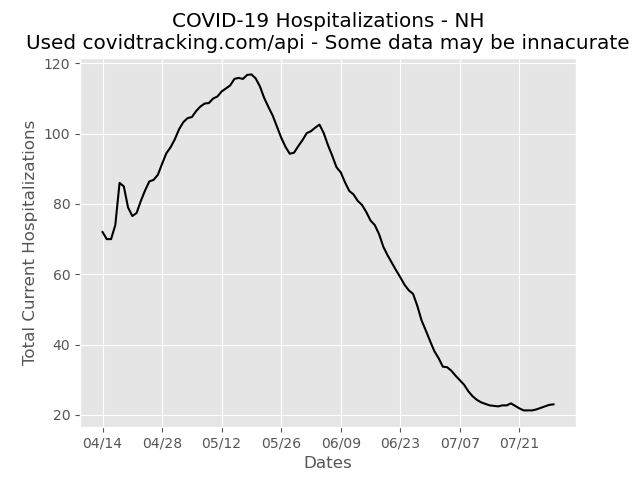 COVID-19 Hospitalizations - NH
Used covidtracking.com/api - Some data may be innacurate
120
100
80
60
40
20
Total Current Hospitalizations
04/14 04/28 05/12 05/26 06/09 06/23 07/07 07/21
Dates